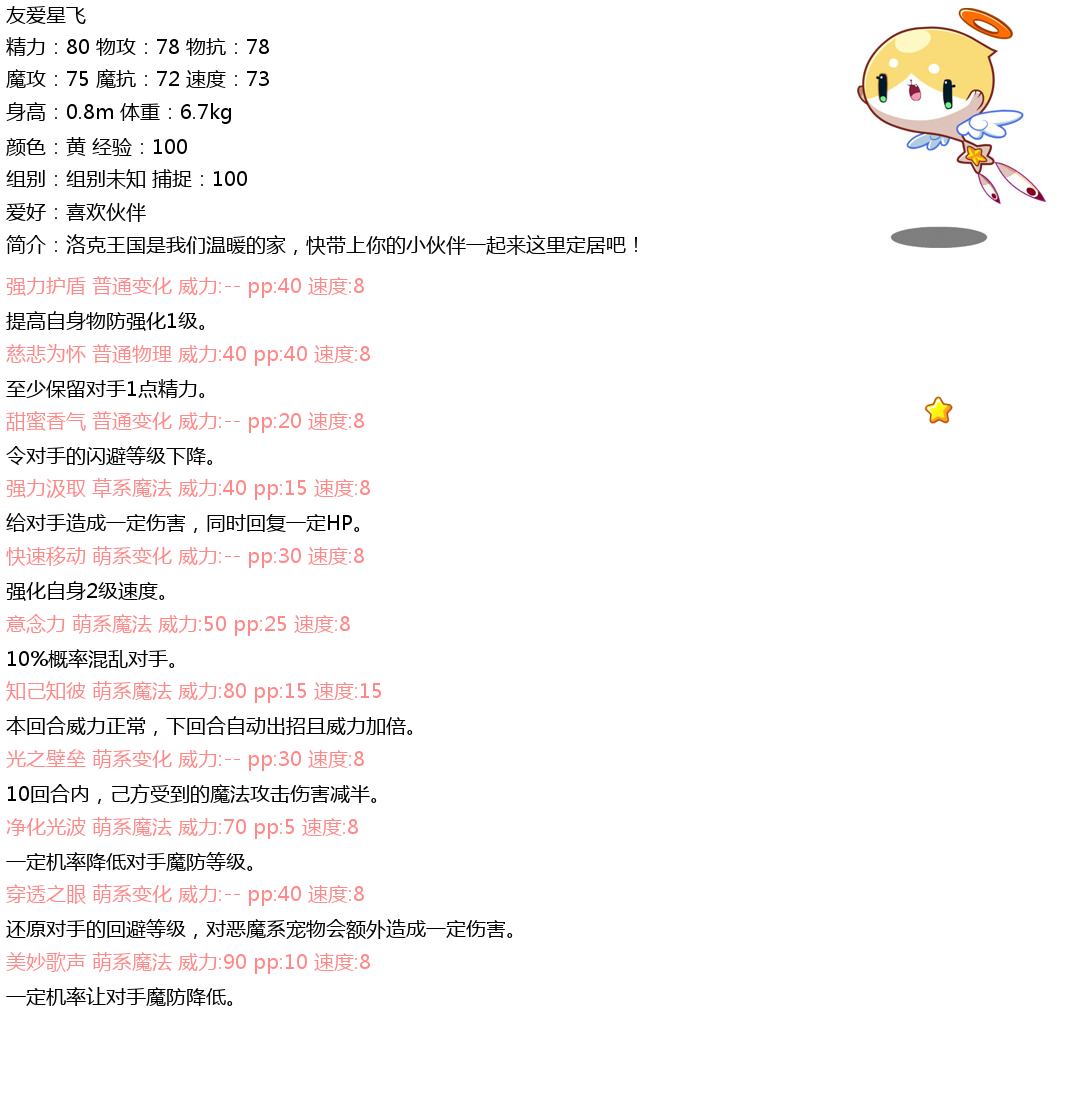 友爱星飞
精力：80 物攻：78 物抗：78
魔攻：75 魔抗：72 速度：73
身高：0.8m 体重：6.7kg
颜色：黄 经验：100
组别：组别未知 捕捉：100
爱好：喜欢伙伴
简介：洛克王国是我们温暖的家，快带上你的小伙伴一起来这里定居吧！
强力护盾 普通变化 威力:-- pp:40 速度:8
提高自身物防强化1级。
慈悲为怀 普通物理 威力:40 pp:40 速度:8
至少保留对手1点精力。
甜蜜香气 普通变化 威力:-- pp:20 速度:8
令对手的闪避等级下降。
强力汲取 草系魔法 威力:40 pp:15 速度:8
给对手造成一定伤害，同时回复一定HP。
快速移动 萌系变化 威力:-- pp:30 速度:8
强化自身2级速度。
意念力 萌系魔法 威力:50 pp:25 速度:8
10%概率混乱对手。
知己知彼 萌系魔法 威力:80 pp:15 速度:15
本回合威力正常，下回合自动出招且威力加倍。
光之壁垒 萌系变化 威力:-- pp:30 速度:8
10回合内，己方受到的魔法攻击伤害减半。
净化光波 萌系魔法 威力:70 pp:5 速度:8
一定机率降低对手魔防等级。
穿透之眼 萌系变化 威力:-- pp:40 速度:8
还原对手的回避等级，对恶魔系宠物会额外造成一定伤害。
美妙歌声 萌系魔法 威力:90 pp:10 速度:8
一定机率让对手魔防降低。